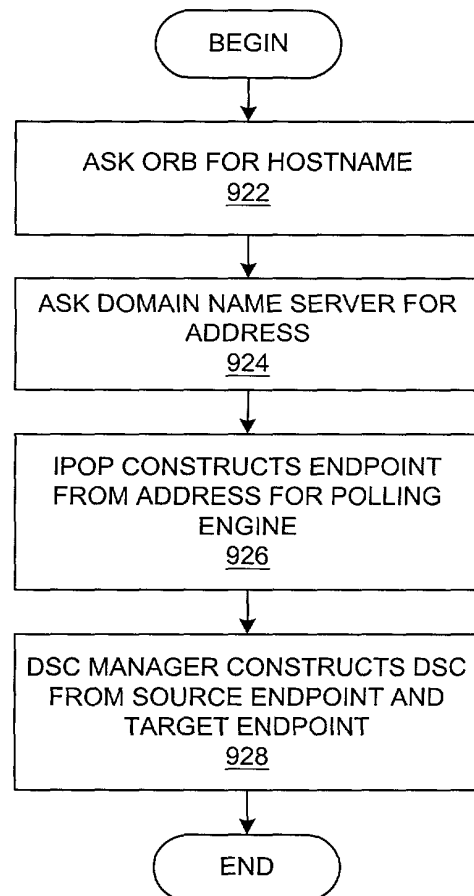 BEGIN
ASK ORB FOR HOSTNAME
922
ASK DOMAIN NAME SERVER FOR
ADDRESS
924
IPOP CONSTRUCTS ENDPOINT
FROM ADDRESS FOR POLLING
ENGINE
926
DSC MANAGER CONSTRUCTS DSC
FROM SOURCE ENDPOINT AND
TARGET ENDPOINT
928
END